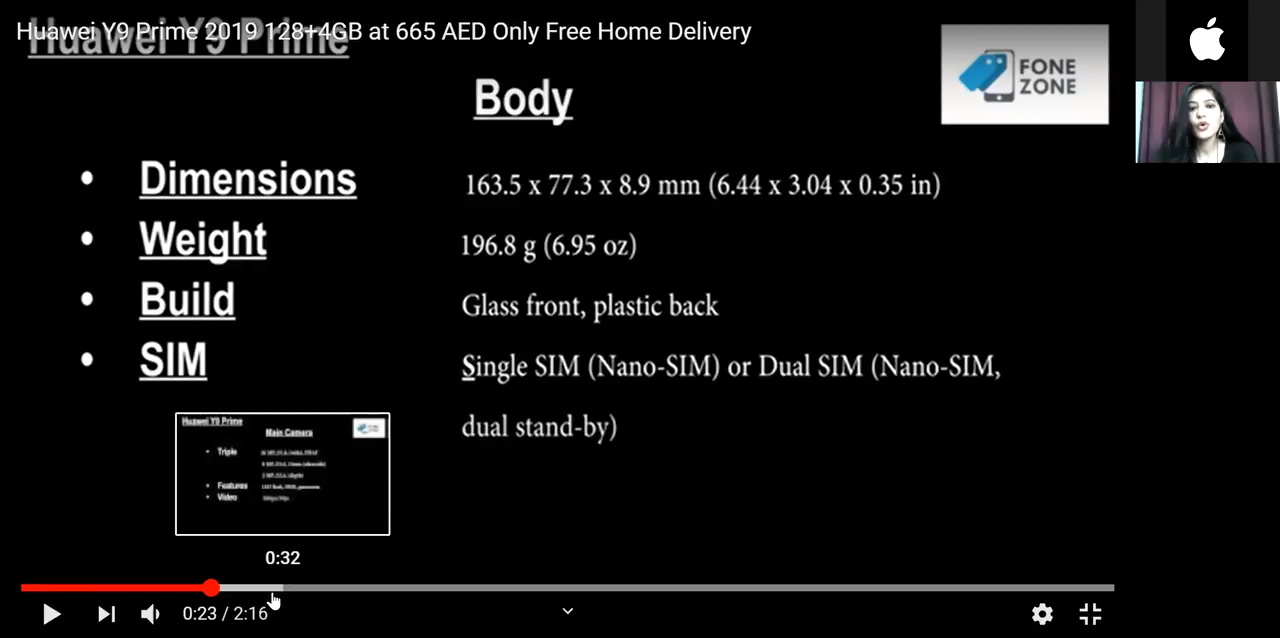 Huawei Y9 Prime 2019 128+4GB at 665 AED Only Free Home Delivery
Huawei Y9 Prime
FONE
ZONE
Body
• Dimensions 163.5 x 77.3 x 8.9 mm (6.44 x 3.04 x 0.35 in)
• Weight 196.8 g (6.95 oz)
• Build Glass front, plastic back
• SIM Single SIM (Nano-SIM) or Dual SIM (Nano-SIM,
dual stand-by)
Huawei Y9 Prime
Main Camera
• Triple
• Features
• Video
0:32
0:23 / 2:16